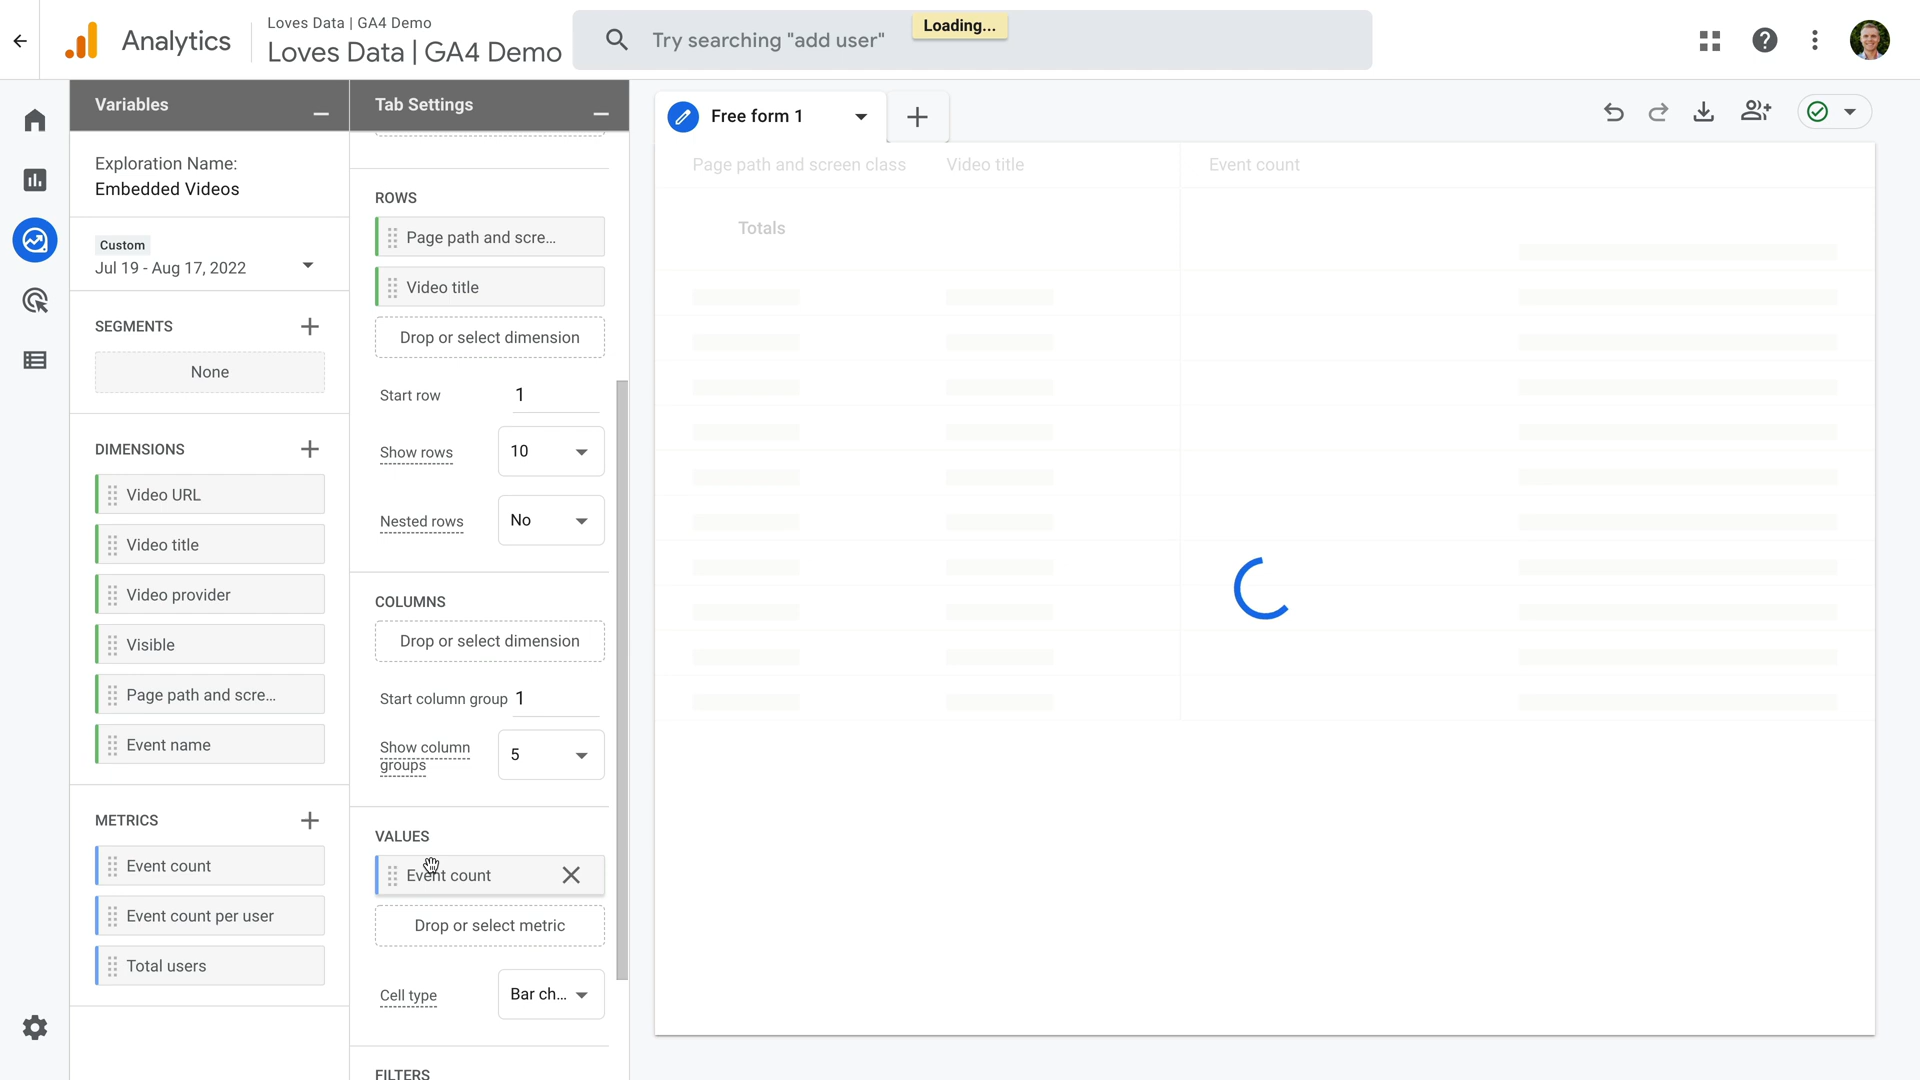 Analytics
Loves Data | GA4 Demo
Loves Data | GA4 Demo
Try searching "add user"
Loading...
Variables
Exploration Name:
Embedded Videos
Custom
Jul 19 - Aug 17, 2022
SEGMENTS
None
DIMENSIONS
Video URL
Video title
Video provider
Visible
Page path and scre...
Event name
METRICS
Event count
Event count per user
Total users
Tab Settings
ROWS
Page path and scre...
Video title
Drop or select dimension
Start row 1
Show rows 10
Nested rows No
COLUMNS
Drop or select dimension
Start column group 1
Show column
groups
5
VALUES
Event count
Drop or select metric
Cell type Bar ch...
FILTERS
Free form 1
Page path and screen class Video title Event count
Totals